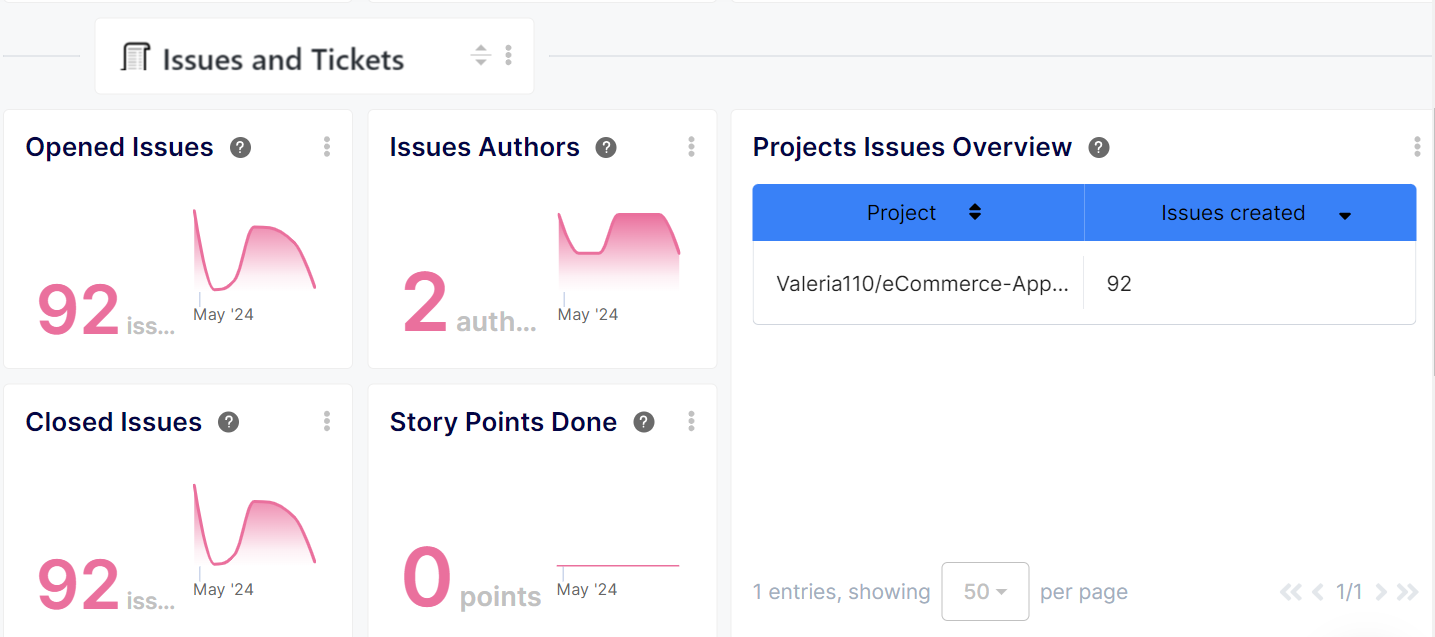 Issues and Tickets
Opened Issues ?
92 iss...
May '24
Issues Authors ?
2 auth...
May '24
Projects Issues Overview ?
Project Issues created
Valeria110/eCommerce-App... 92
1 entries, showing 50 per page
1/1
Closed Issues ?
92 iss...
May '24
Story Points Done ?
0 points
May '24